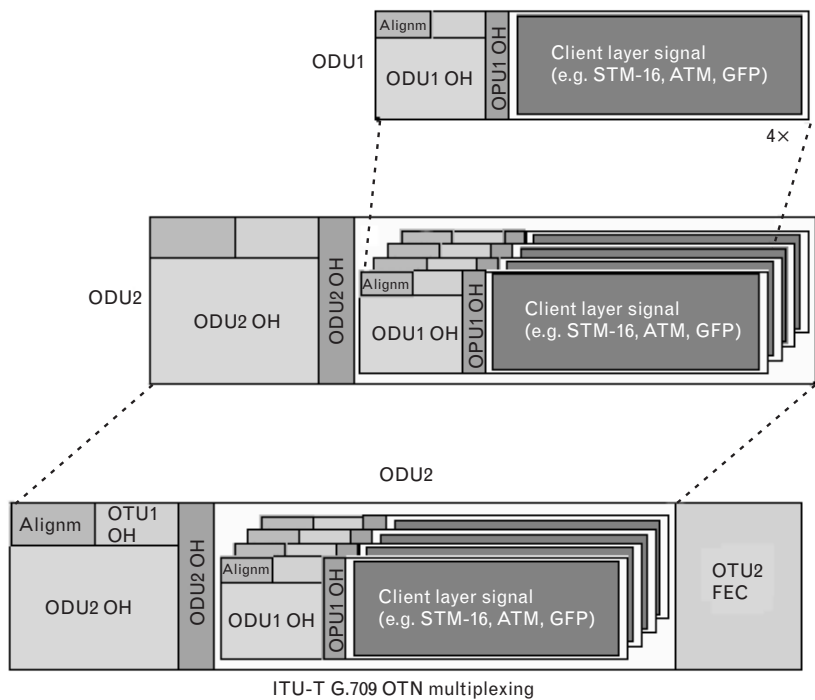 Alignm
ODU1
ODU1 OH
OPU1 OH
Client layer signal
(e.g. STM-16, ATM, GFP)
4×
ODU2
ODU2 OH
ODU2 OH
Alignm
ODU1 OH
OPU1 OH
Client layer signal
(e.g. STM-16, ATM, GFP)
ODU2
Alignm
OTU1
OH
ODU2 OH
ODU2 OH
Alignm
ODU1 OH
OPU1 OH
Client layer signal
(e.g. STM-16, ATM, GFP)
OTU2
FEC
ITU-T G.709 OTN multiplexing